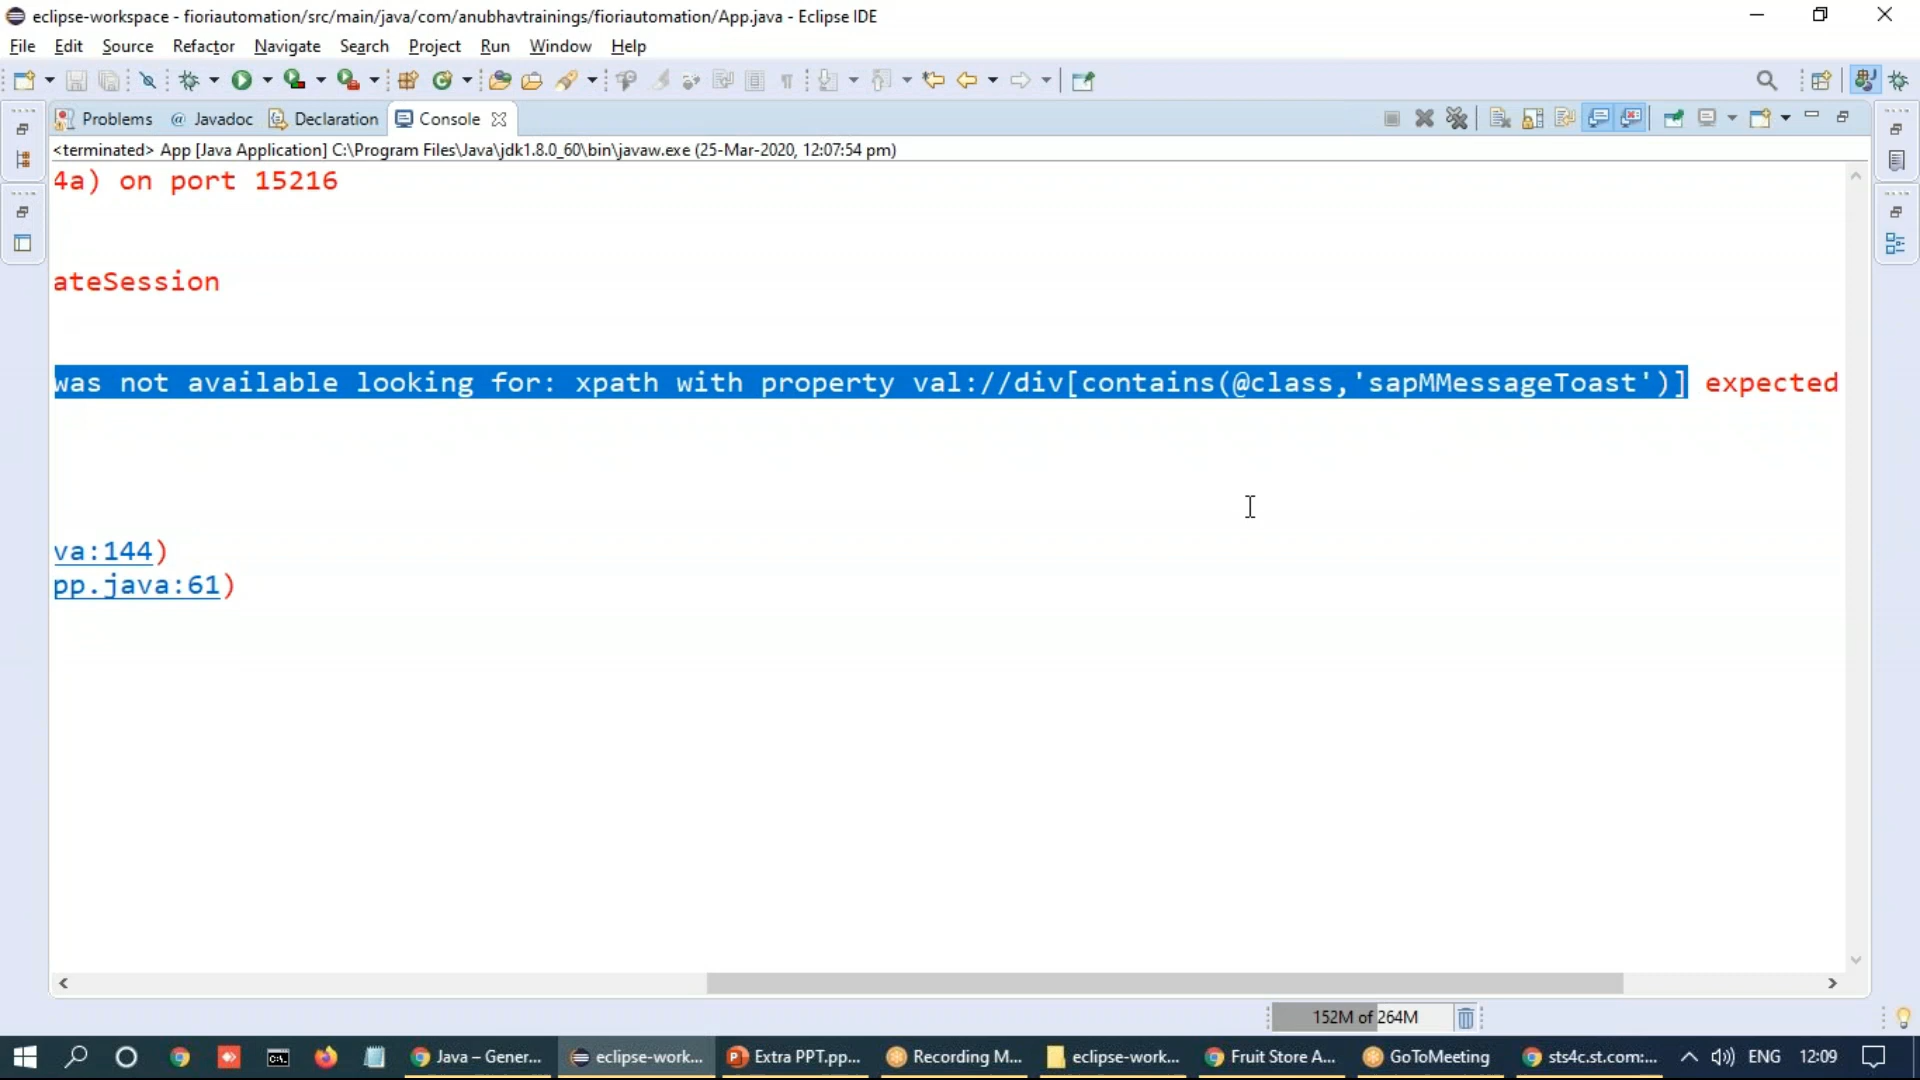 eclipse-workspace - fioriautomation/src/main/java/com/anubhavtrainings/fioriautomation/App.java - Eclipse IDE
File Edit Source Refactor Navigate Search Project Run Window Help
Problems @ Javadoc Declaration Console
<terminated> App [Java Application] C:\Program Files\Java\jdk1.8.0_60\bin\javaw.exe (25-Mar-2020, 12:07:54 pm)
4a) on port 15216
ateSession
was not available looking for: xpath with property val://div[contains(@class,'sapMMessageToast')] expected
va:144)
pp.java:61)
152M of 264M
Java – Gener... eclipse-work... Extra PPT.pp... Recording M... eclipse-work... Fruit Store A... GoToMeeting sts4c.st.com:... ENG 12:09